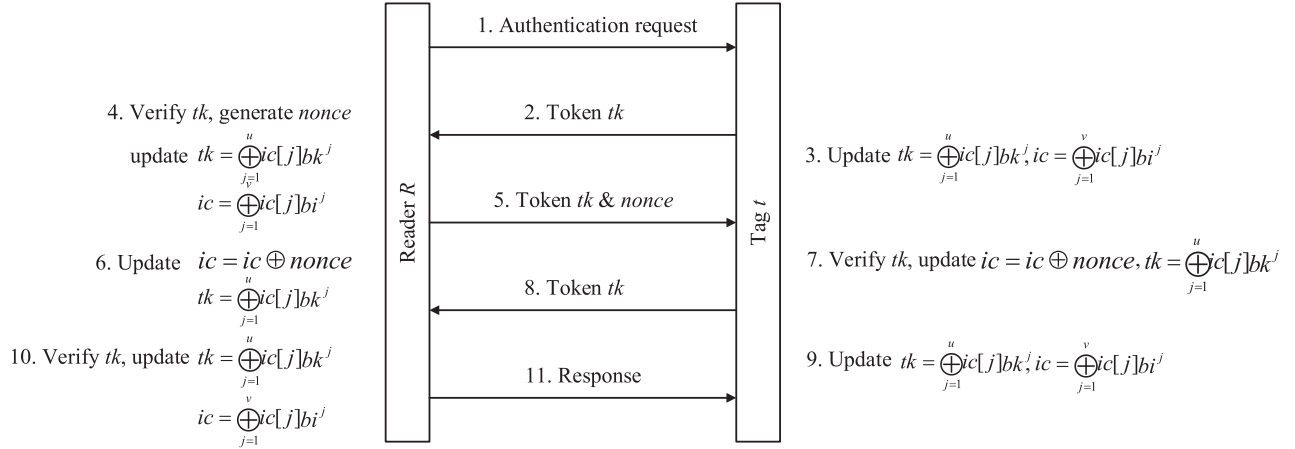 1. Authentication request
4. Verify tk, generate nonce
2. Token tk
update tk = ⊕_{j=1}^{u} ic[j]bk^j
3. Update tk = ⊕_{j=1}^{u} ic[j]bk^j, ic = ⊕_{j=1}^{v} ic[j]bi^j
ic = ⊕_{j=1}^{v} ic[j]bi^j
5. Token tk & nonce
Reader R
Tag t
6. Update ic = ic ⊕ nonce
7. Verify tk, update ic = ic ⊕ nonce, tk = ⊕_{j=1}^{u} ic[j]bk^j
tk = ⊕_{j=1}^{u} ic[j]bk^j
8. Token tk
10. Verify tk, update tk = ⊕_{j=1}^{u} ic[j]bk^j
9. Update tk = ⊕_{j=1}^{u} ic[j]bk^j, ic = ⊕_{j=1}^{v} ic[j]bi^j
11. Response
ic = ⊕_{j=1}^{v} ic[j]bi^j